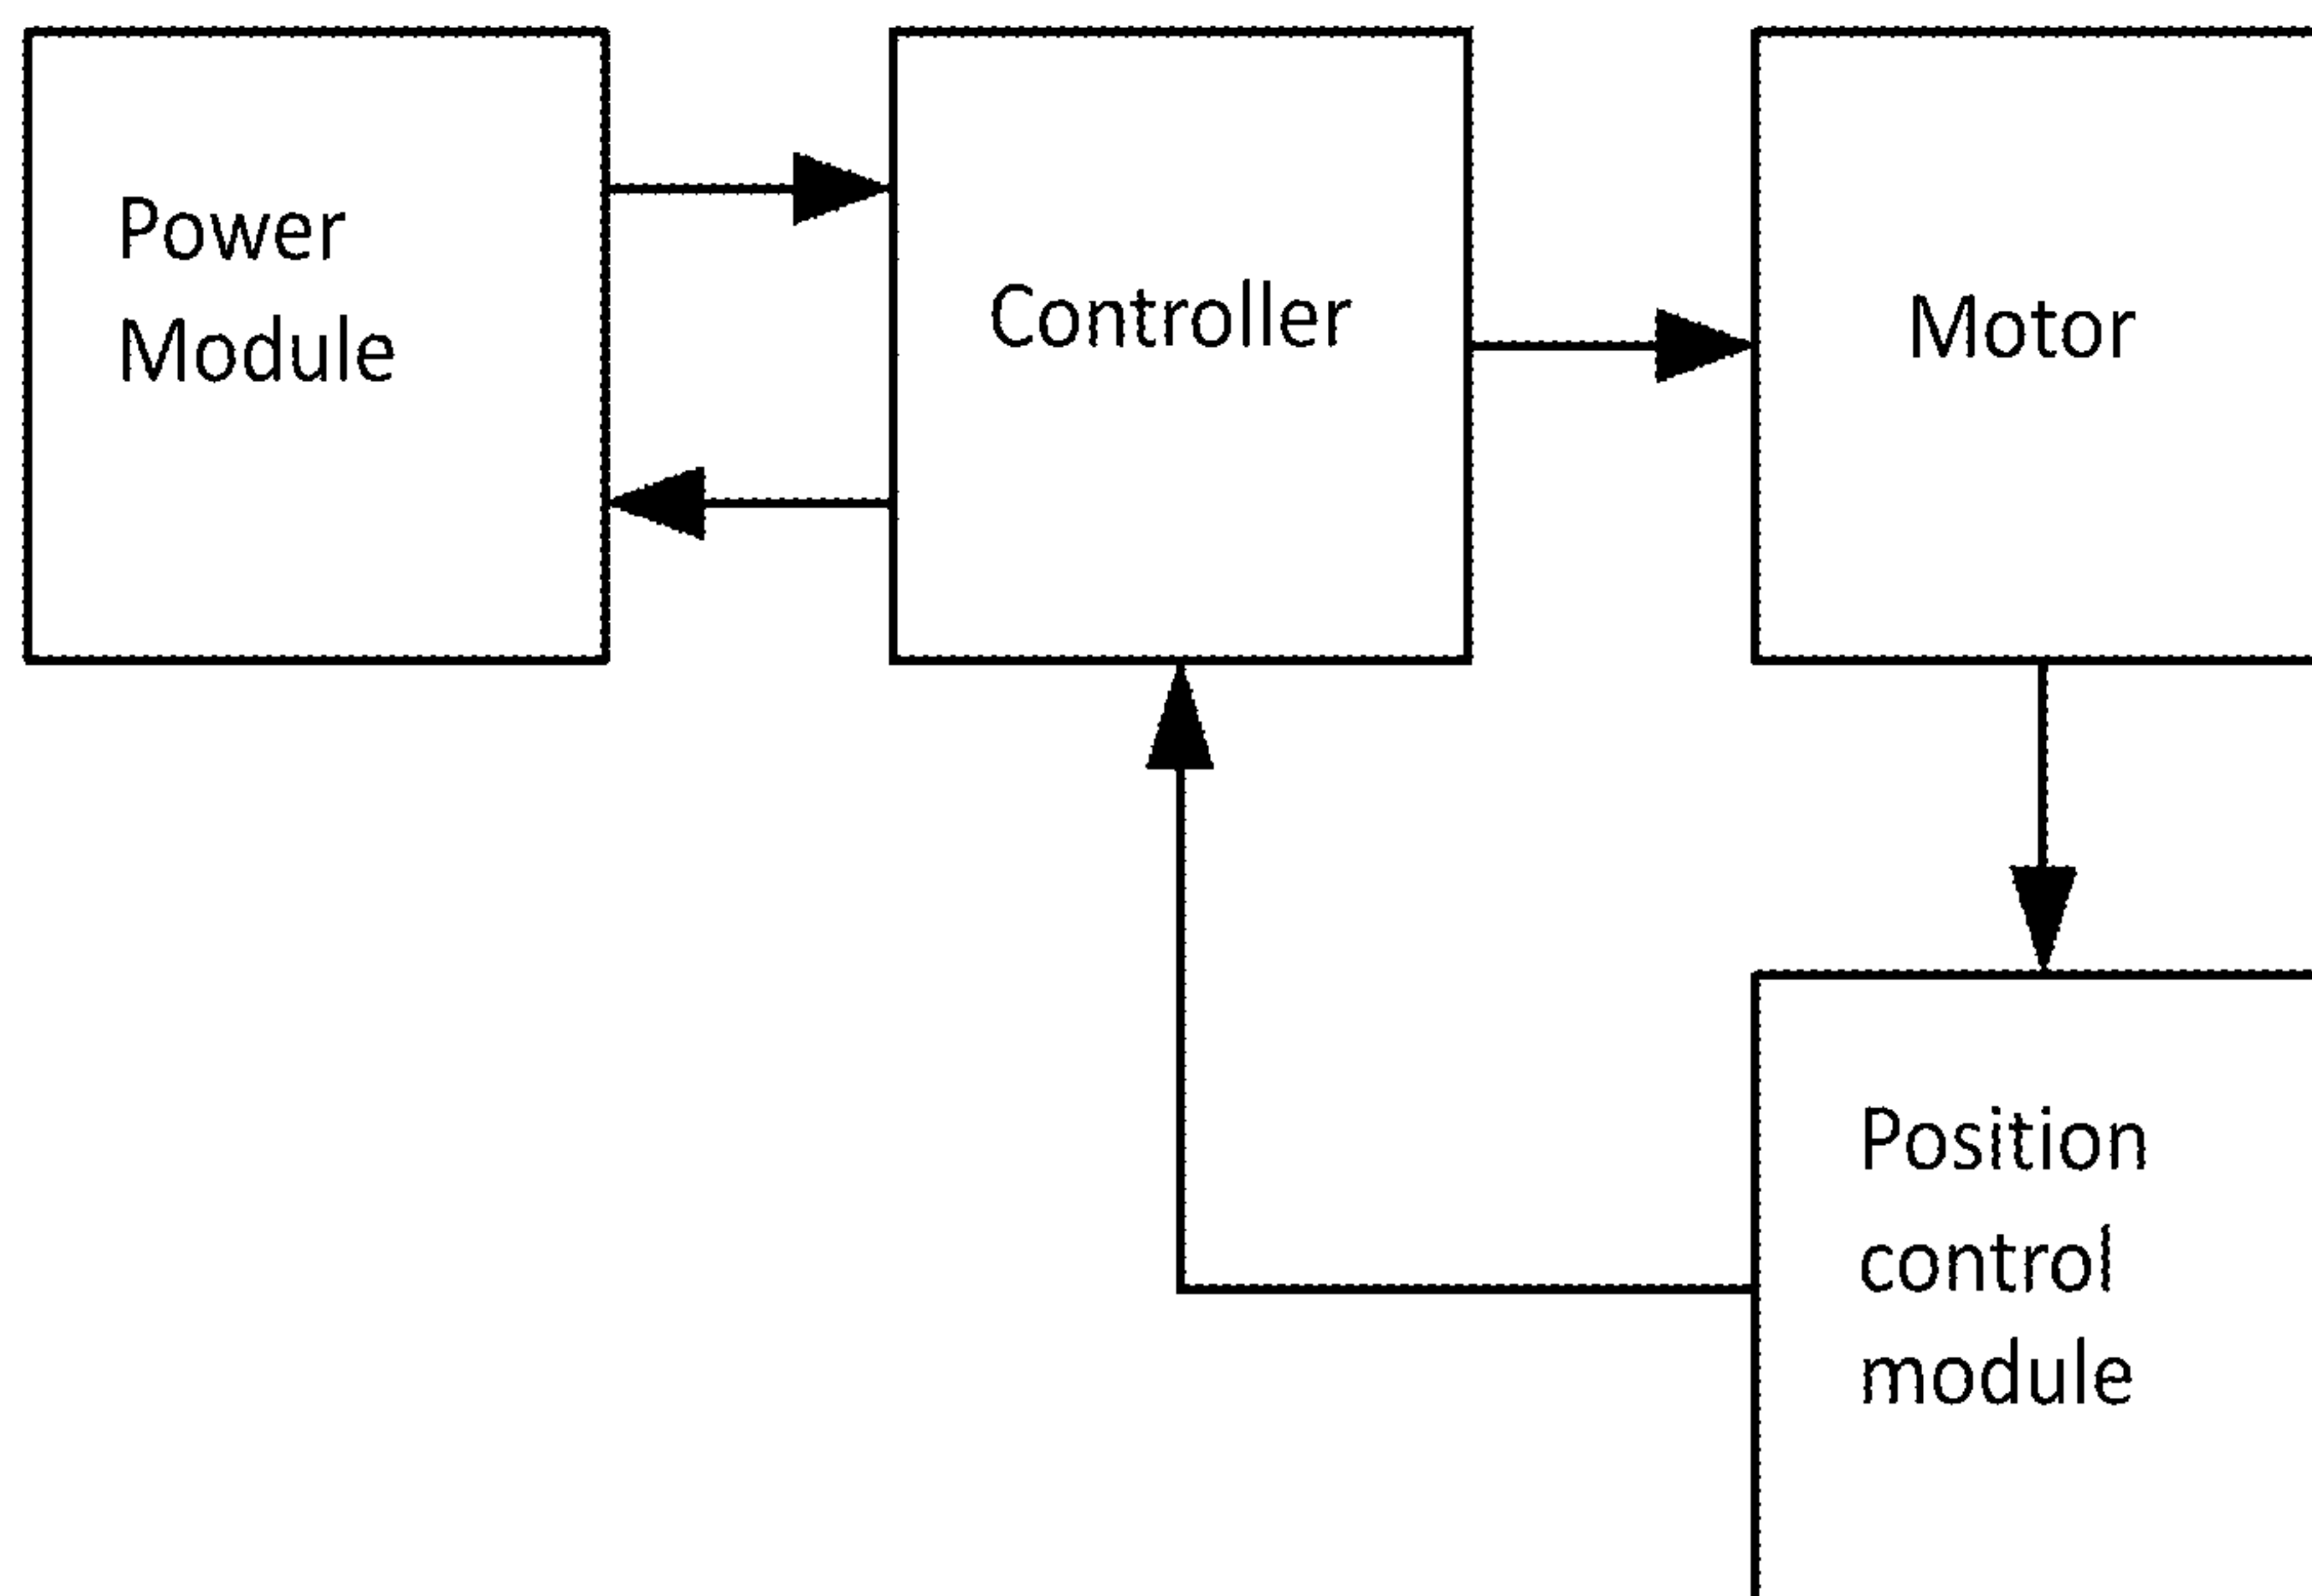 Power
Module
Controller
Motor
Position
control
module